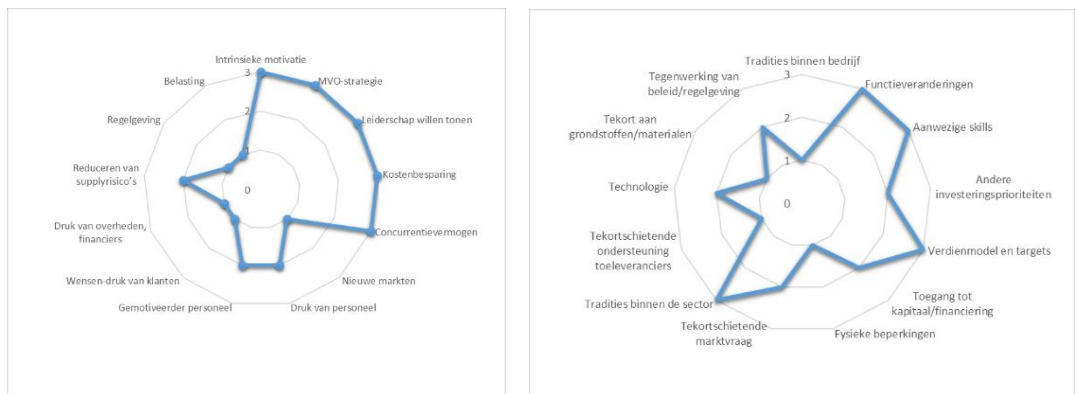 Intrinsieke motivatie
MVO-strategie
Leiderschap willen tonen
Kostenbesparing
Concurrentievermogen
Nieuwe markten
Druk van personeel
Gemotiveerder personeel
Wensen-druk van klanten
Druk van overheden,
financiers
Reduceren van
supplyrisico's
Regelgeving
Belasting
3
2
1
0
Tradities binnen bedrijf
Functieveranderingen
Aanwezige skills
Andere
investeringsprioriteiten
Verdienmodel en targets
Toegang tot
kapitaal/financiering
Fysieke beperkingen
Tekortschietende
marktvraag
Tradities binnen de sector
Tekortschietende
ondersteuning
toeleveranciers
Technologie
Tekort aan
grondstoffen/materialen
Tegenwerking van
beleid/regelgeving
3
2
1
0